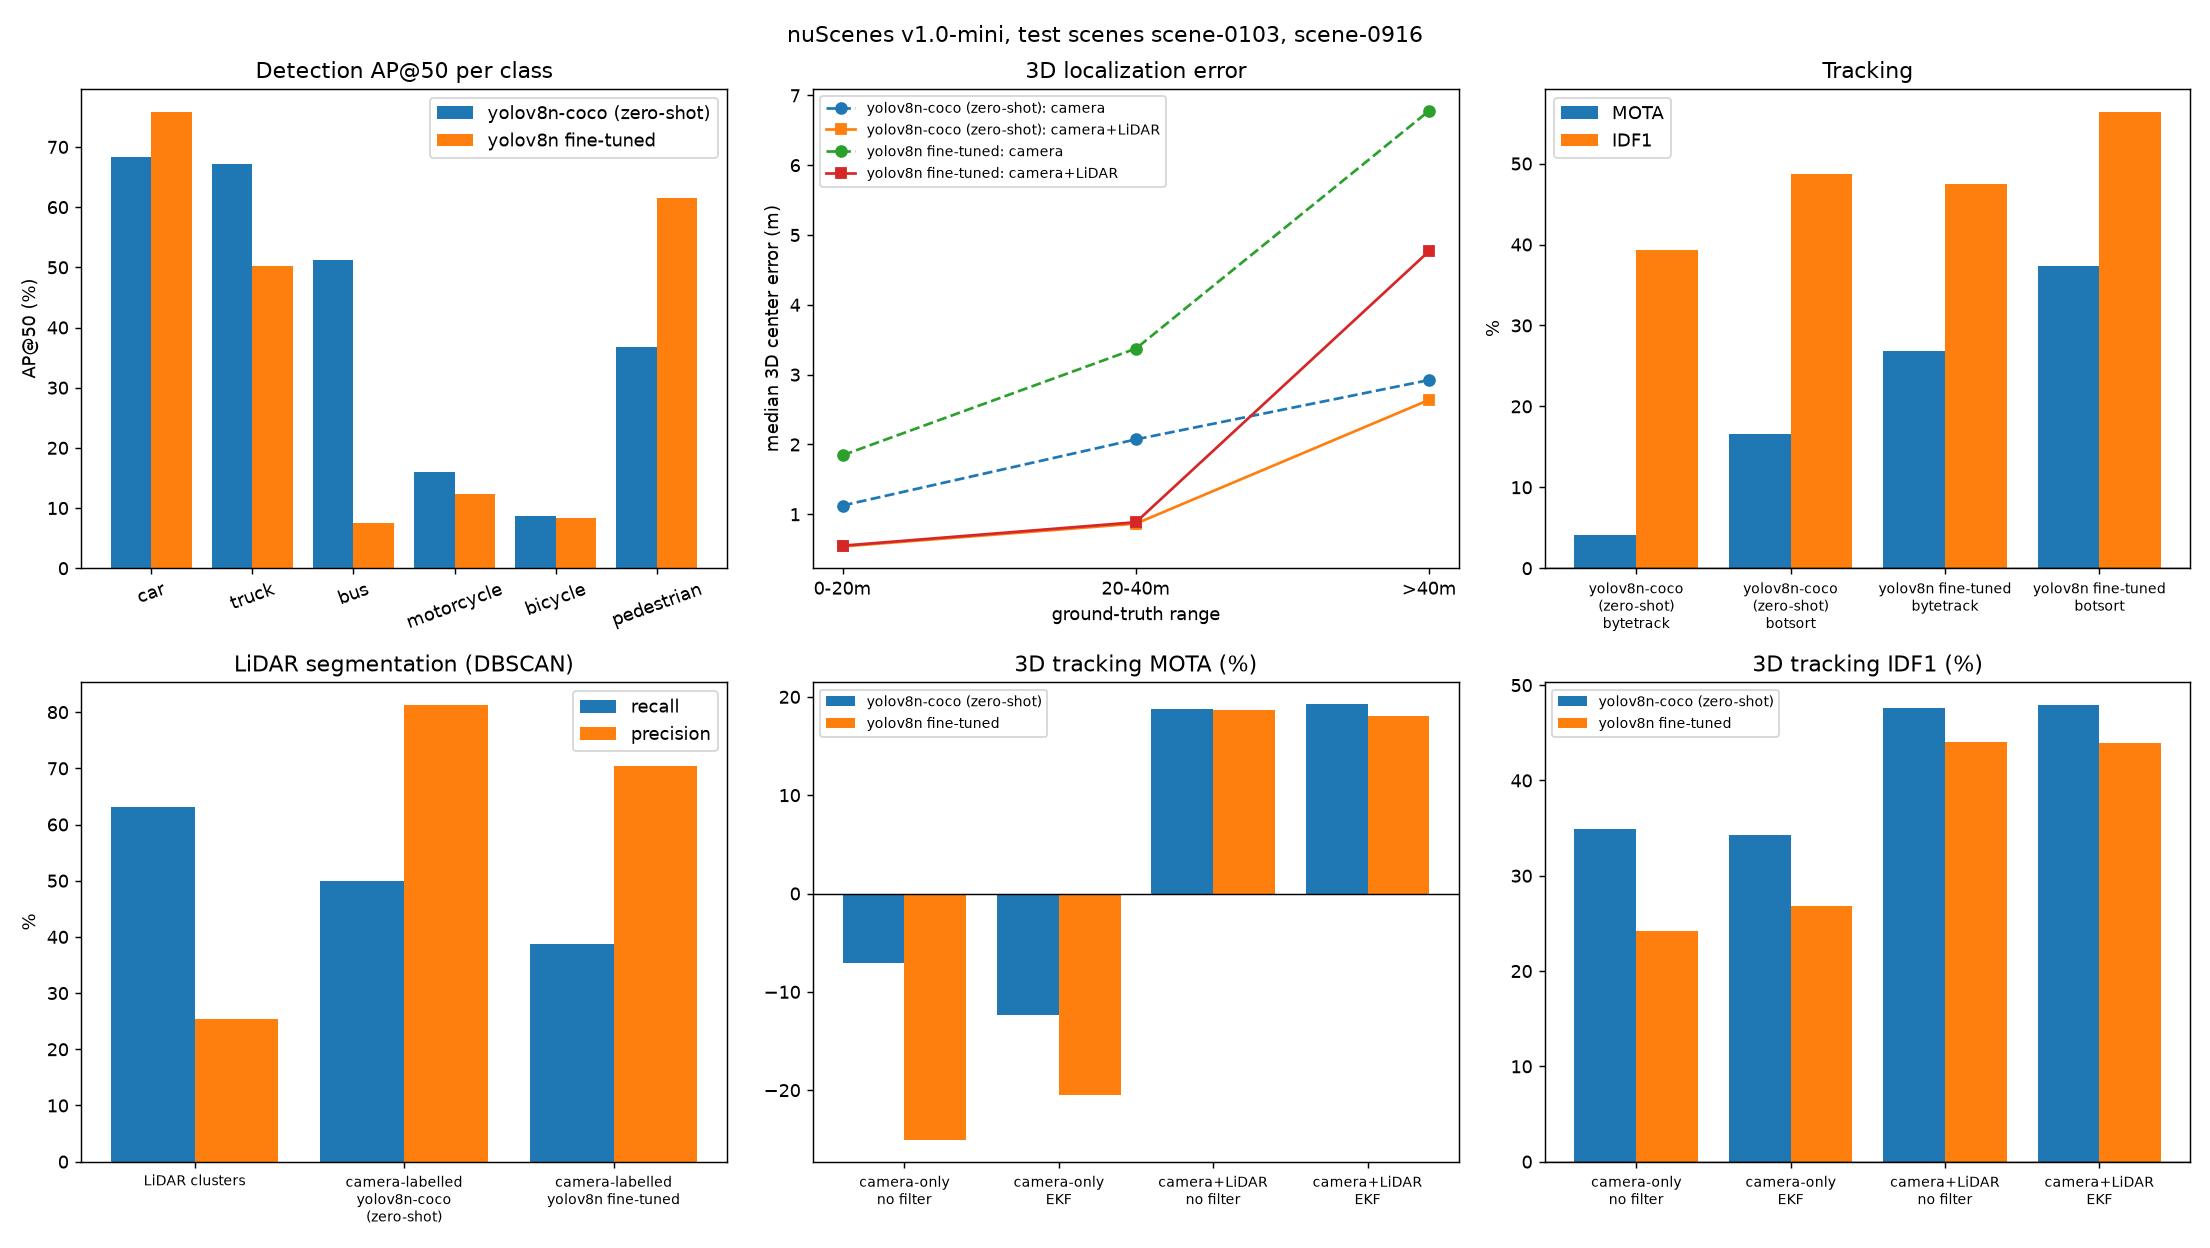 nuScenes v1.0-mini, test scenes scene-0103, scene-0916
Detection AP@50 per class
yolov8n-coco (zero-shot)
yolov8n fine-tuned
AP@50 (%)
70
60
50
40
30
20
10
0
car
truck
bus
motorcycle
bicycle
pedestrian
3D localization error
yolov8n-coco (zero-shot): camera
yolov8n-coco (zero-shot): camera+LiDAR
yolov8n fine-tuned: camera
yolov8n fine-tuned: camera+LiDAR
median 3D center error (m)
7
6
5
4
3
2
1
0-20m
20-40m
>40m
ground-truth range
Tracking
MOTA
IDF1
%
50
40
30
20
10
0
yolov8n-coco
(zero-shot)
bytetrack
yolov8n-coco
(zero-shot)
botsort
yolov8n fine-tuned
bytetrack
yolov8n fine-tuned
botsort
LiDAR segmentation (DBSCAN)
recall
precision
%
80
70
60
50
40
30
20
10
0
LiDAR clusters
camera-labelled
yolov8n-coco
(zero-shot)
camera-labelled
yolov8n fine-tuned
3D tracking MOTA (%)
yolov8n-coco (zero-shot)
yolov8n fine-tuned
20
10
0
−10
−20
camera-only
no filter
camera-only
EKF
camera+LiDAR
no filter
camera+LiDAR
EKF
3D tracking IDF1 (%)
yolov8n-coco (zero-shot)
yolov8n fine-tuned
50
40
30
20
10
0
camera-only
no filter
camera-only
EKF
camera+LiDAR
no filter
camera+LiDAR
EKF